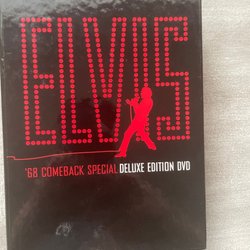 ELVIS
'68 COMEBACK SPECIAL DELUXE EDITION DVD